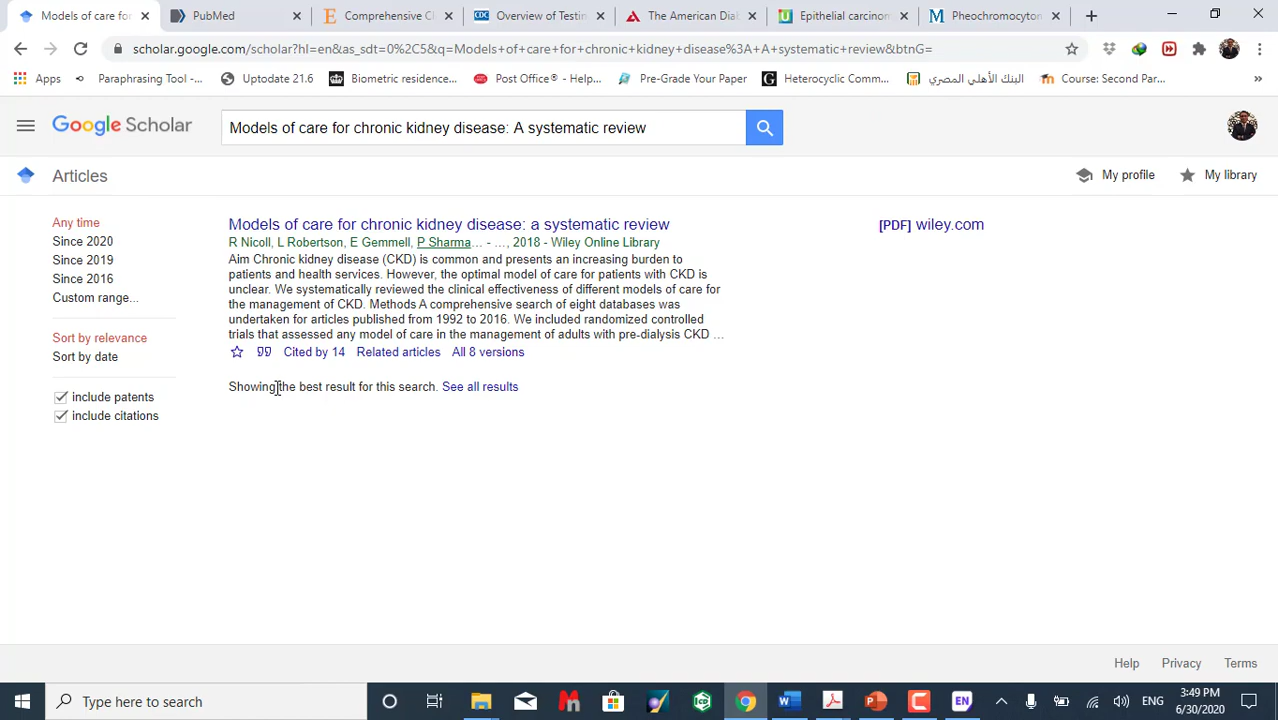 Models of care for
PubMed
Comprehensive C
Overview of Testin
The American Dia
Epithelial carcinom
Pheochromocyton
scholar.google.com/scholar?hl=en&as_sdt=0%2C5&q=Models+of+care+for+chronic+kidney+disease%3A+A+systematic+review&btnG=
Apps
Paraphrasing Tool -...
Uptodate 21.6
Biometric residence...
Post Office® - Help...
Pre-Grade Your Paper
Heterocyclic Comm...
البنك الأهلي المصري
Course: Second Par...
»
Google Scholar
Models of care for chronic kidney disease: A systematic review
Articles
My profile
My library
Any time
Since 2020
Since 2019
Since 2016
Custom range...
Sort by relevance
Sort by date
include patents
include citations
Models of care for chronic kidney disease: a systematic review
[PDF] wiley.com
R Nicoll, L Robertson, E Gemmell, P Sharma… - …, 2018 - Wiley Online Library
Aim Chronic kidney disease (CKD) is common and presents an increasing burden to
patients and health services. However, the optimal model of care for patients with CKD is
unclear. We systematically reviewed the clinical effectiveness of different models of care for
the management of CKD. Methods A comprehensive search of eight databases was
undertaken for articles published from 1992 to 2016. We included randomized controlled
trials that assessed any model of care in the management of adults with pre‐dialysis CKD …
Cited by 14 Related articles All 8 versions
Showing the best result for this search. See all results
Help Privacy Terms
Type here to search
EN
ENG
3:49 PM
6/30/2020